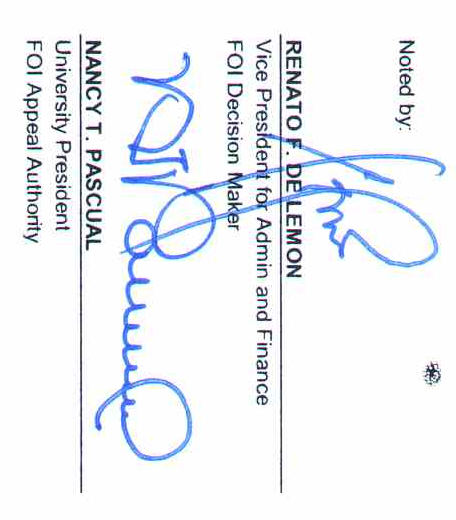 Noted by:
RENATO F. DE LEMON
Vice President for Admin and Finance
FOI Decision Maker
NANCY T. PASCUAL
University President
FOI Appeal Authority